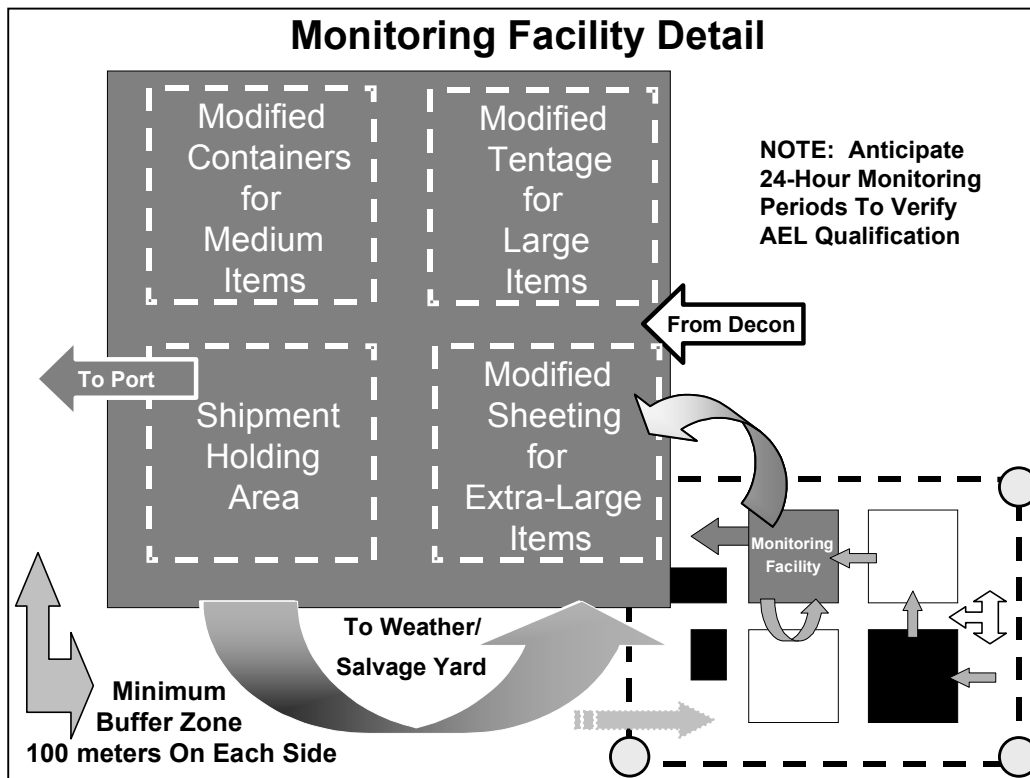 Monitoring Facility Detail
Modified
Containers
for
Medium
Items
Modified
Tentage
for
Large
Items
NOTE: Anticipate
24-Hour Monitoring
Periods To Verify
AEL Qualification
From Decon
To Port
Shipment
Holding
Area
Modified
Sheeting
for
Extra-Large
Items
Monitoring
Facility
To Weather/
Salvage Yard
Minimum
Buffer Zone
100 meters On Each Side